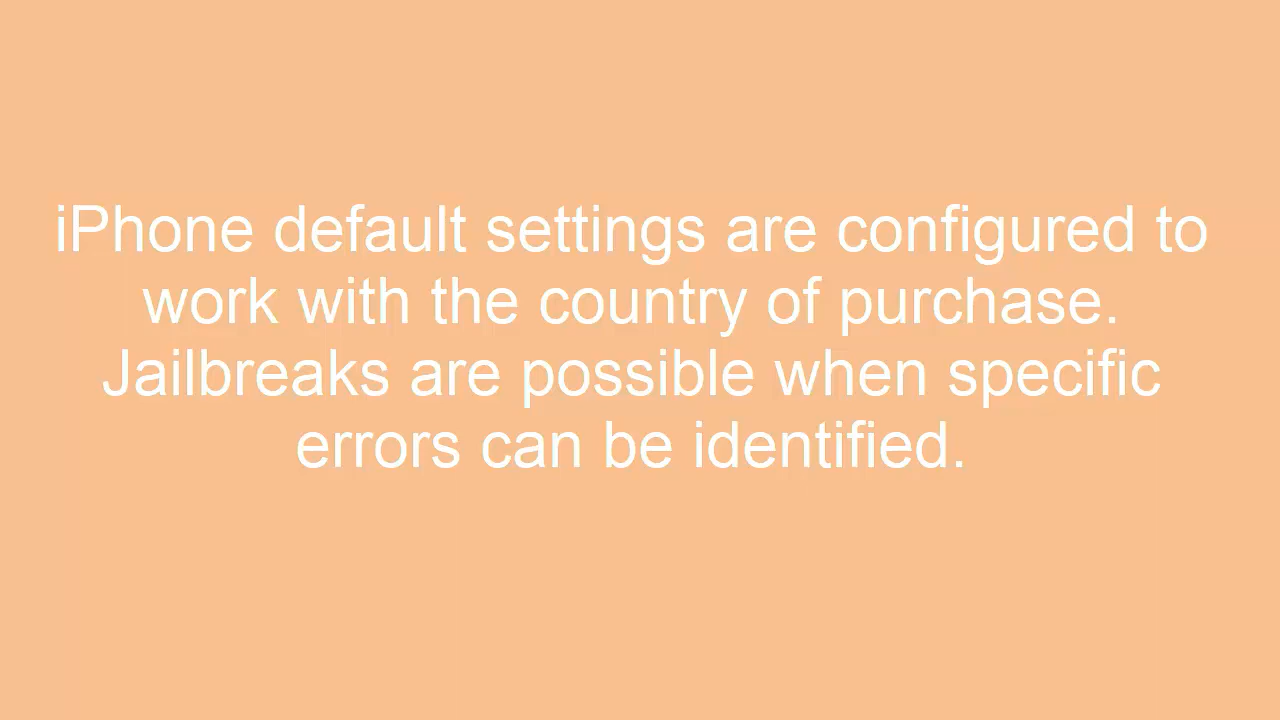 iPhone default settings are configured to
work with the country of purchase.
Jailbreaks are possible when specific
errors can be identified.